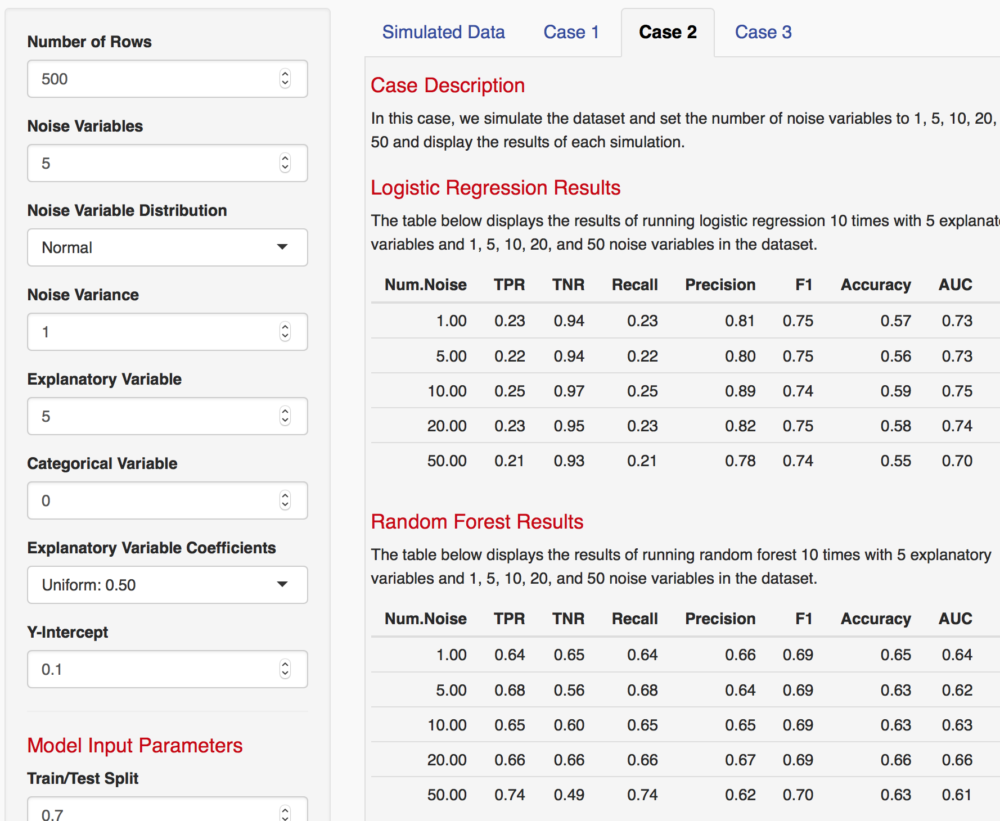 Number of Rows
500
Noise Variables
5
Noise Variable Distribution
Normal
Noise Variance
1
Explanatory Variable
5
Categorical Variable
0
Explanatory Variable Coefficients
Uniform: 0.50
Y-Intercept
0.1
Model Input Parameters
Train/Test Split
0.7
Simulated Data Case 1 Case 2 Case 3
Case Description
In this case, we simulate the dataset and set the number of noise variables to 1, 5, 10, 20,
50 and display the results of each simulation.
Logistic Regression Results
The table below displays the results of running logistic regression 10 times with 5 explanat
variables and 1, 5, 10, 20, and 50 noise variables in the dataset.
Num.Noise TPR TNR Recall Precision F1 Accuracy AUC
1.00 0.23 0.94 0.23 0.81 0.75 0.57 0.73
5.00 0.22 0.94 0.22 0.80 0.75 0.56 0.73
10.00 0.25 0.97 0.25 0.89 0.74 0.59 0.75
20.00 0.23 0.95 0.23 0.82 0.75 0.58 0.74
50.00 0.21 0.93 0.21 0.78 0.74 0.55 0.70
Random Forest Results
The table below displays the results of running random forest 10 times with 5 explanatory
variables and 1, 5, 10, 20, and 50 noise variables in the dataset.
Num.Noise TPR TNR Recall Precision F1 Accuracy AUC
1.00 0.64 0.65 0.64 0.66 0.69 0.65 0.64
5.00 0.68 0.56 0.68 0.64 0.69 0.63 0.62
10.00 0.65 0.60 0.65 0.65 0.69 0.63 0.63
20.00 0.66 0.66 0.66 0.67 0.69 0.66 0.66
50.00 0.74 0.49 0.74 0.62 0.70 0.63 0.61